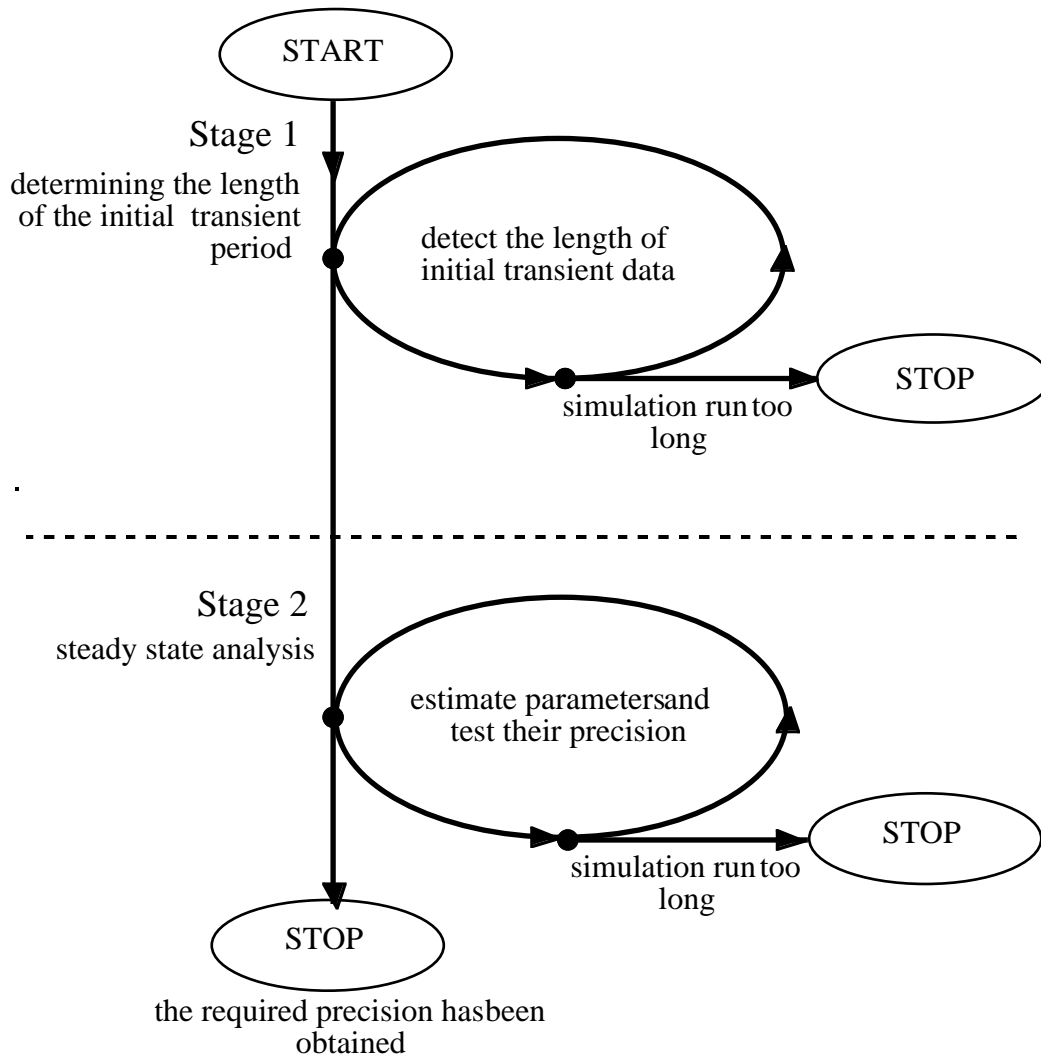 START
Stage 1
determining the length
of the initial transient
period
detect the length of
initial transient data
STOP
simulation run too
long
.
Stage 2
steady state analysis
estimate parametersand
test their precision
STOP
simulation run too
long
STOP
the required precision hasbeen
obtained